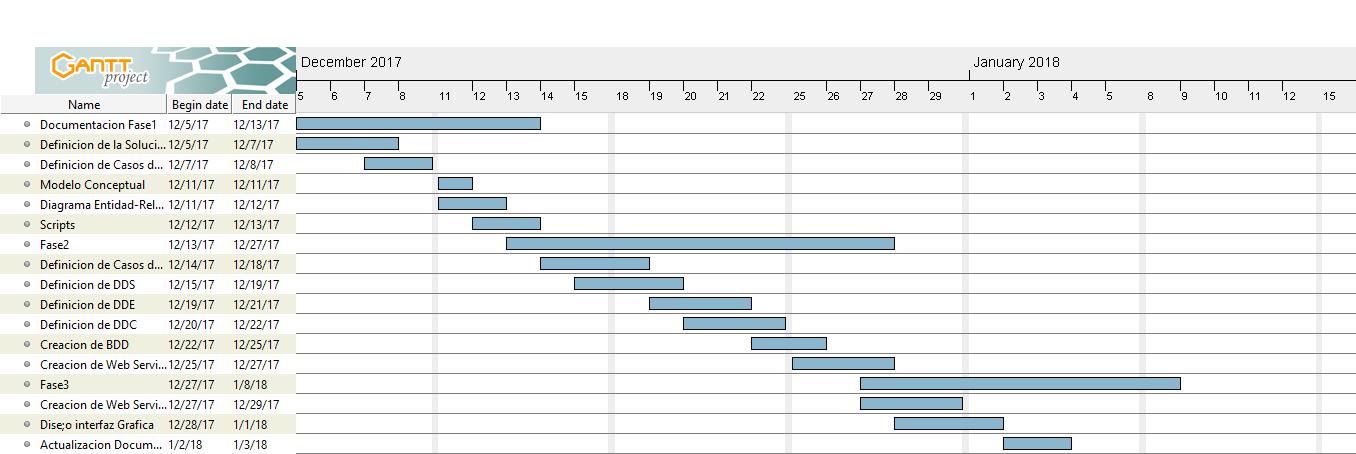 GANTT
project
December 2017
January 2018
Name Begin date End date
5 6 7 8 11 12 13 14 15 18 19 20 21 22 25 26 27 28 29 1 2 3 4 5 8 9 10 11 12 15
Documentacion Fase1 12/5/17 12/13/17
Definicion de la Soluci... 12/5/17 12/7/17
Definicion de Casos d... 12/7/17 12/8/17
Modelo Conceptual 12/11/17 12/11/17
Diagrama Entidad-Rel... 12/11/17 12/12/17
Scripts 12/12/17 12/13/17
Fase2 12/13/17 12/27/17
Definicion de Casos d... 12/14/17 12/18/17
Definicion de DDS 12/15/17 12/19/17
Definicion de DDE 12/19/17 12/21/17
Definicion de DDC 12/20/17 12/22/17
Creacion de BDD 12/22/17 12/25/17
Creacion de Web Servi... 12/25/17 12/27/17
Fase3 12/27/17 1/8/18
Creacion de Web Servi... 12/27/17 12/29/17
Dise;o interfaz Grafica 12/28/17 1/1/18
Actualizacion Docum... 1/2/18 1/3/18